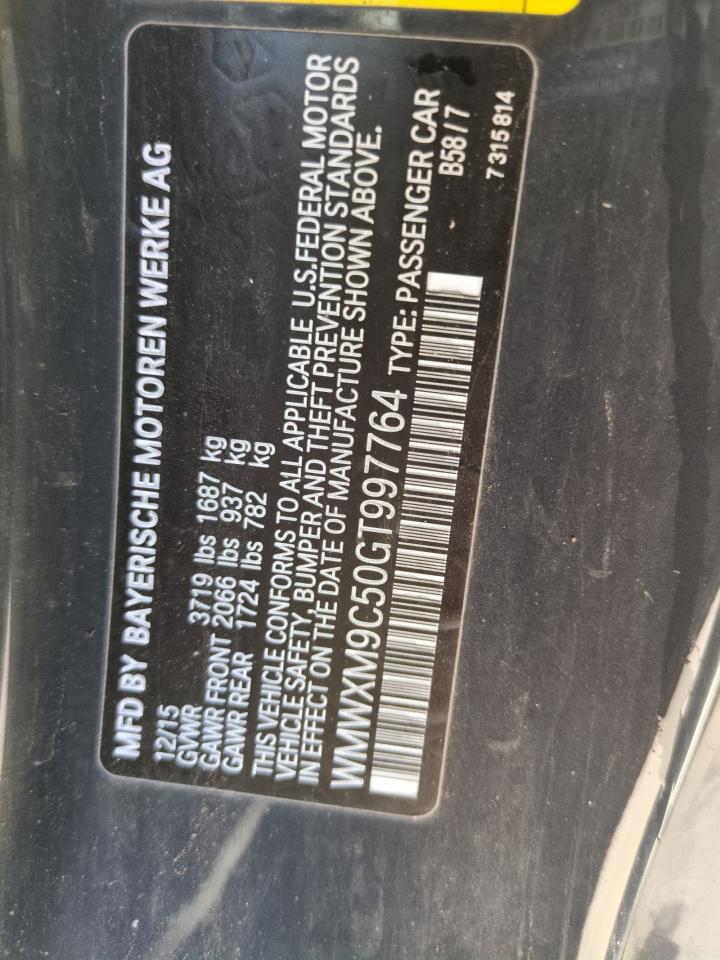 MFD BY BAYERISCHE MOTOREN WERKE AG
12/15
GVWR 3719 lbs 1687 kg
GAWR FRONT 2066 lbs 937 kg
GAWR REAR 1724 lbs 782 kg
THIS VEHICLE CONFORMS TO ALL APPLICABLE U.S.FEDERAL MOTOR
VEHICLE SAFETY, BUMPER AND THEFT PREVENTION STANDARDS
IN EFFECT ON THE DATE OF MANUFACTURE SHOWN ABOVE.
WMWXM9C50GT997764 TYPE: PASSENGER CAR
B58/7
7 315 814